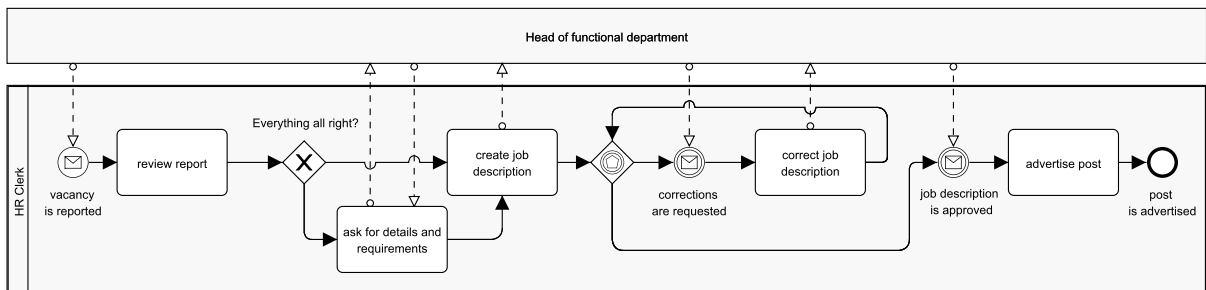 Head of functional department
HR Clerk
vacancy
is reported
review report
Everything all right?
ask for details and
requirements
create job
description
corrections
are requested
correct job
description
job description
is approved
advertise post
post
is advertised